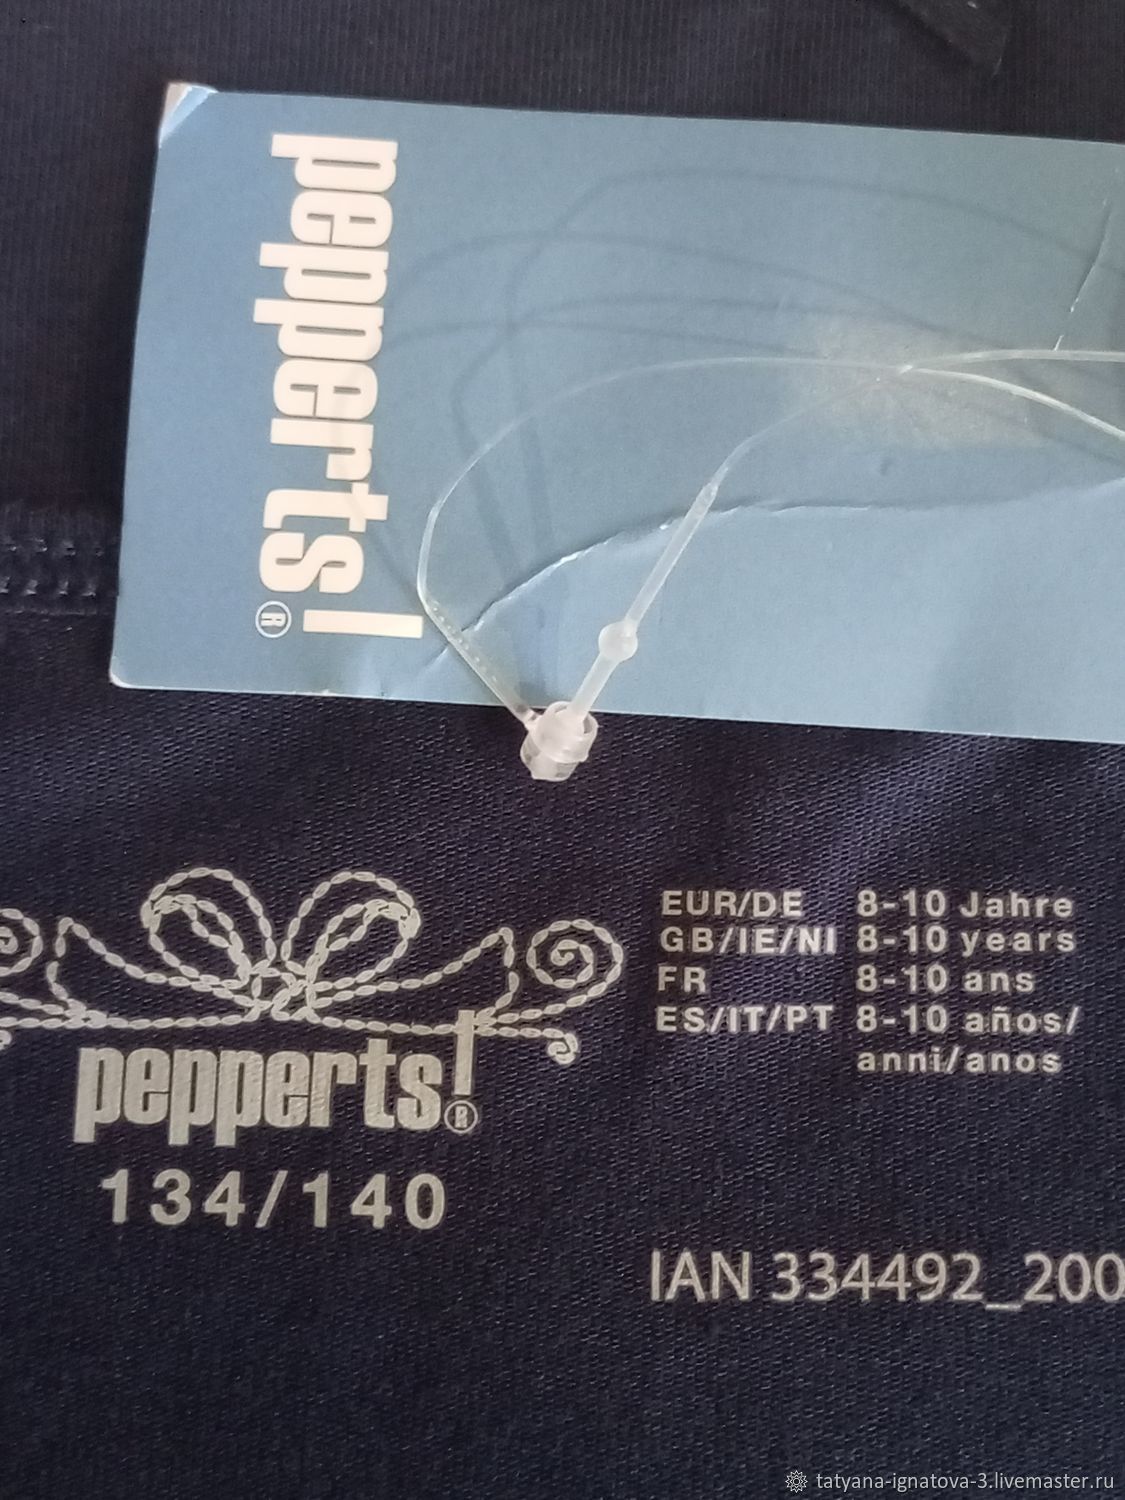 pepperts!®
EUR/DE 8-10 Jahre
GB/IE/NI 8-10 years
FR 8-10 ans
ES/IT/PT 8-10 años/
anni/anos
pepperts!®
134/140
IAN 334492_200
tatyana-ignatova-3.livemaster.ru